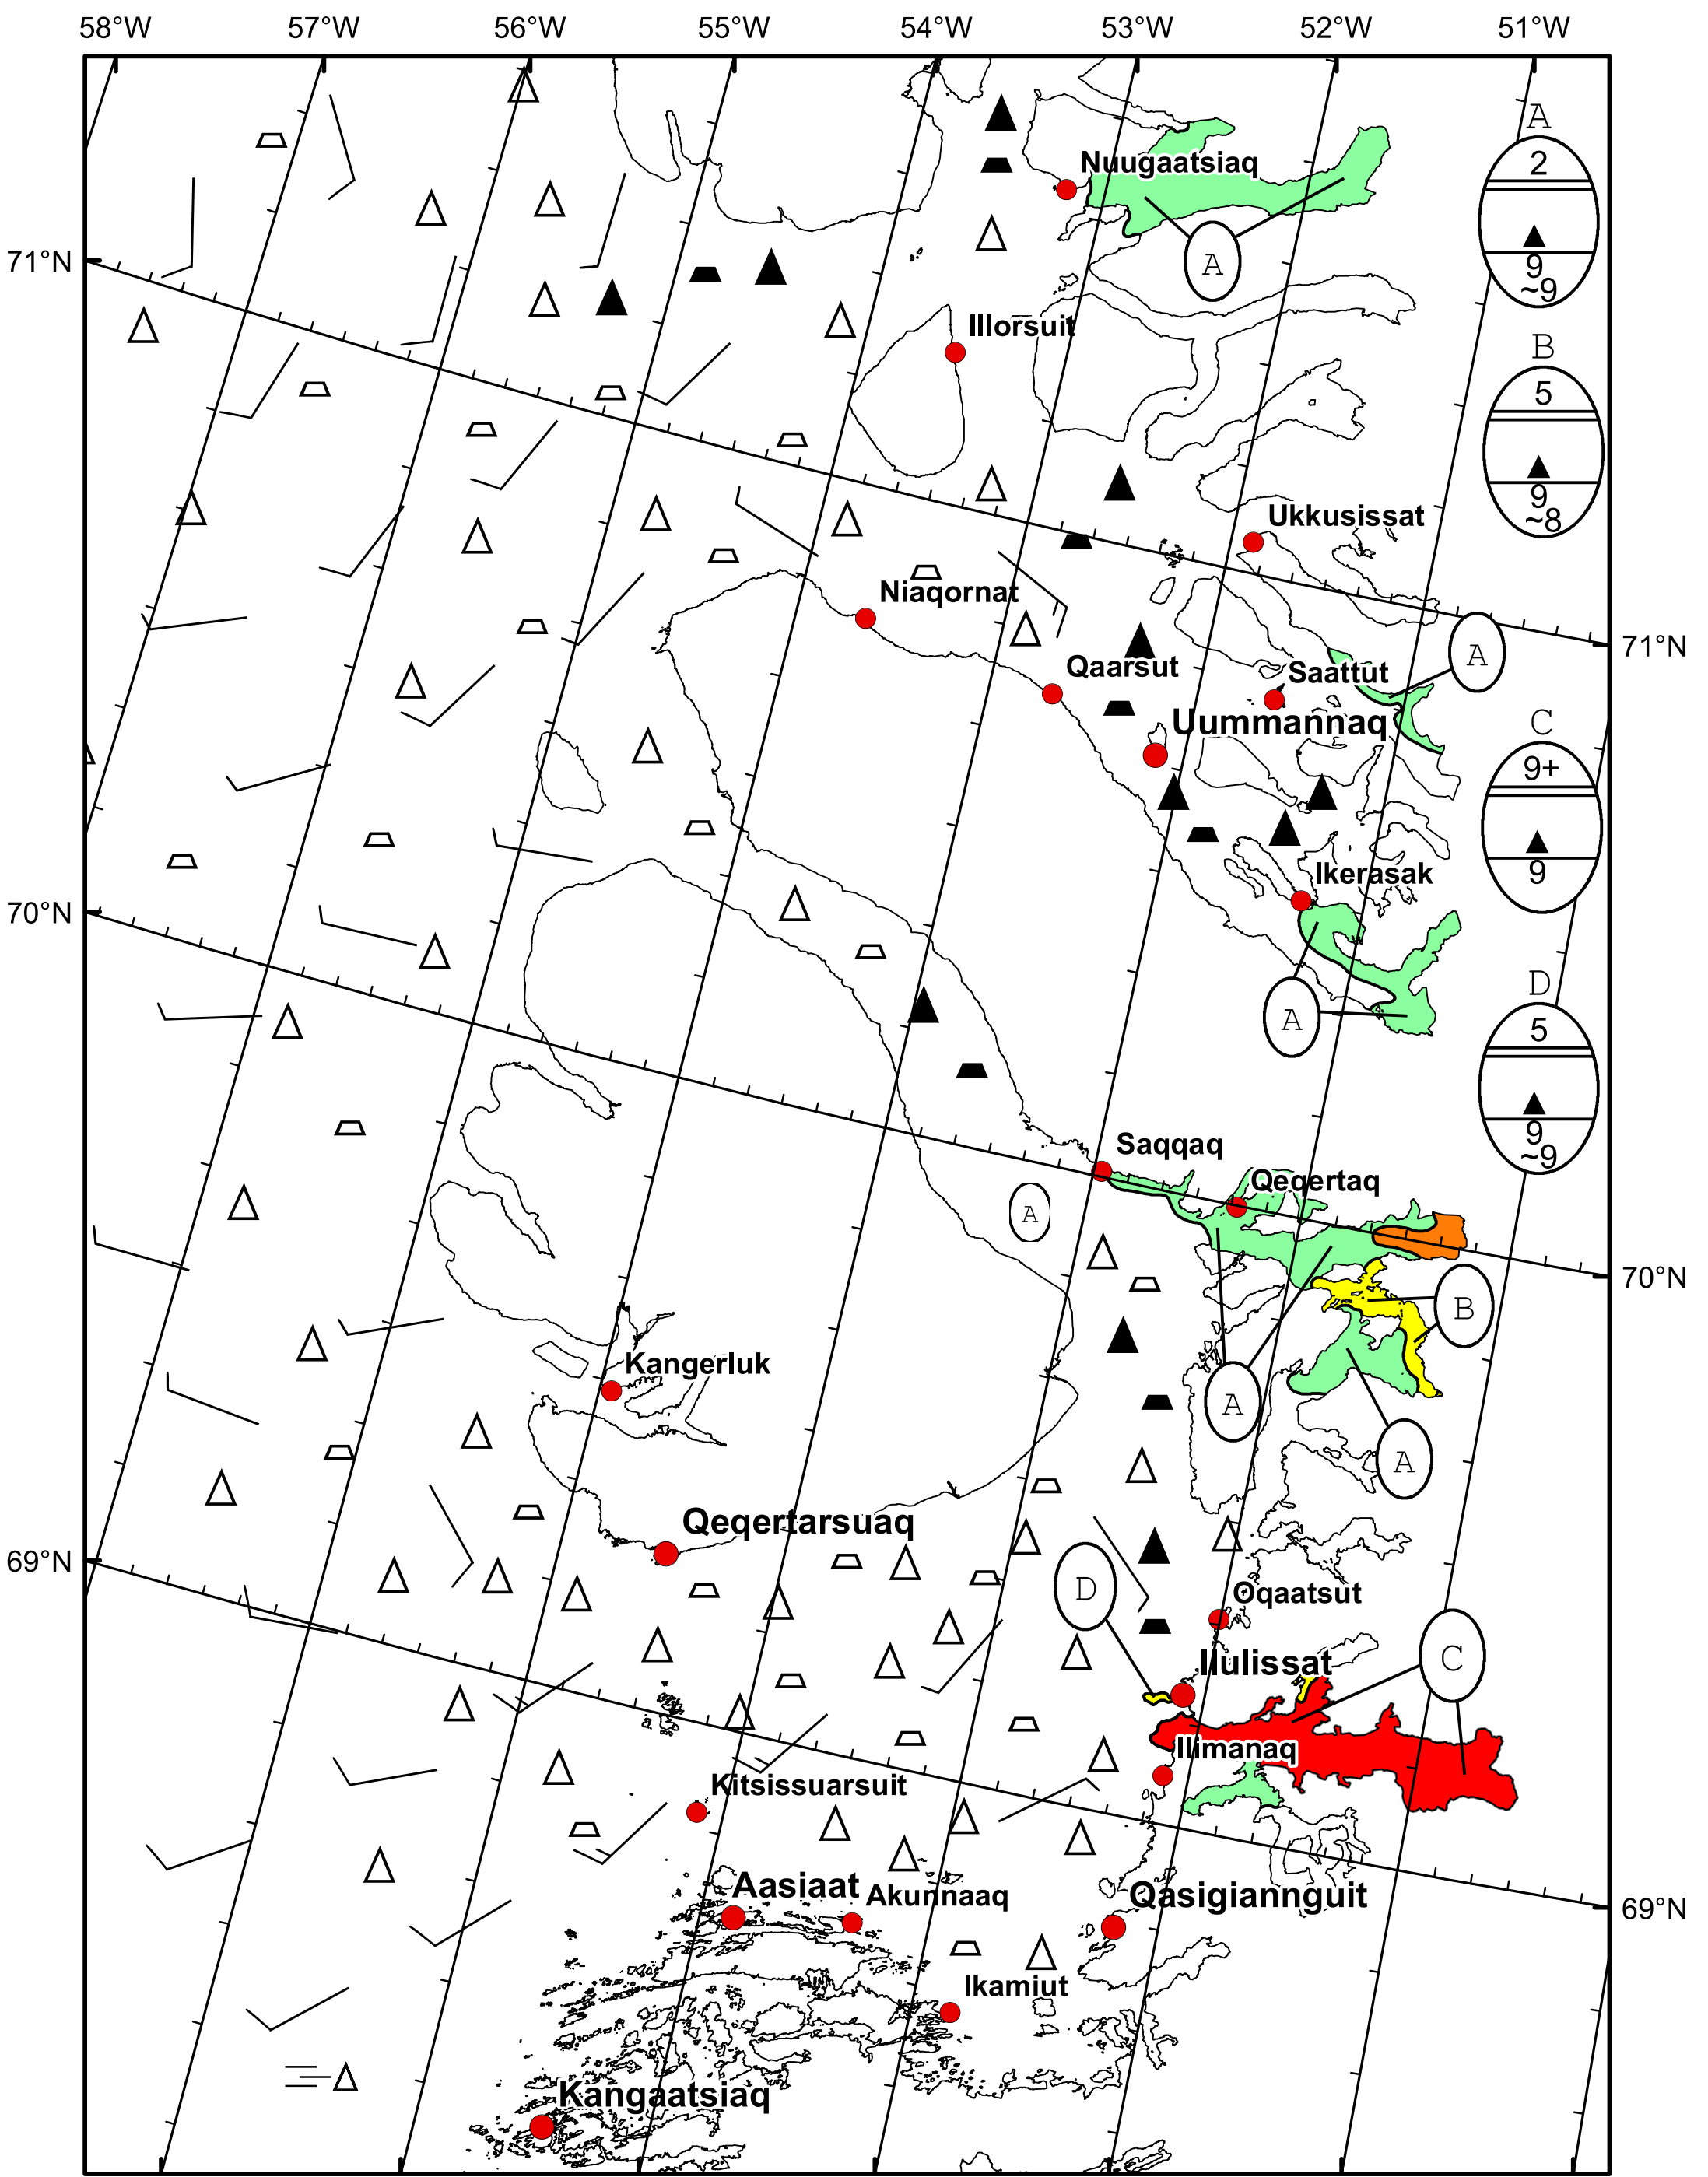 58°W 57°W 56°W 55°W 54°W 53°W 52°W 51°W
A
2
Nuugaatsiaq
71°N
A
9
~9
Illorsuit
B
5
9
~8
Ukkusissat
Niaqornat
A
71°N
Qaarsut
Saattut
Uummannaq
C
9+
9
Ikerasak
70°N
A
D
5
9
~9
Saqqaq
Qeqertaq
A
70°N
B
Kangerluk
A
A
Qeqertarsuaq
69°N
D
Oqaatsut
C
Ilulissat
Ilimanaq
Kitsissuarsuit
Aasiaat
Akunnaaq
Qasigiannguit
69°N
Ikamiut
Kangaatsiaq